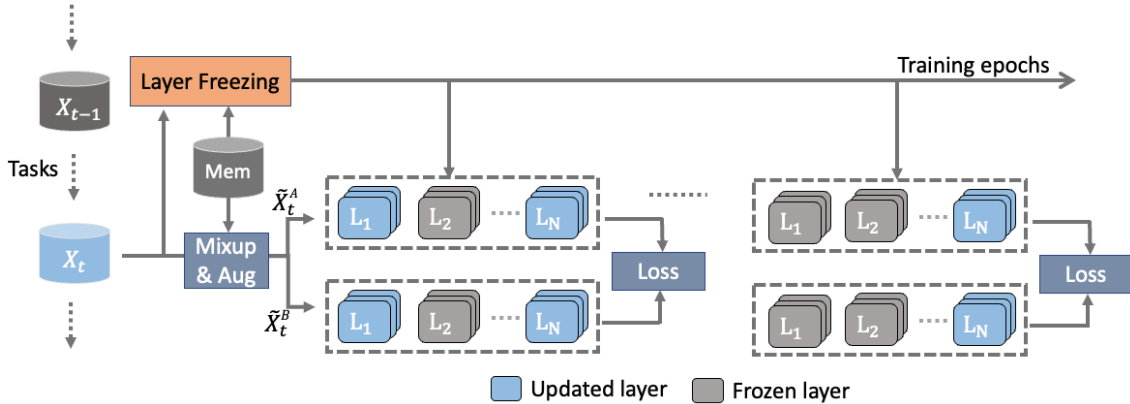 Layer Freezing
Training epochs
X_{t−1}
Tasks
Mem
X̃_t^A
L_1
L_2
L_N
L_1
L_2
L_N
X_t
Mixup
& Aug
Loss
Loss
X̃_t^B
L_1
L_2
L_N
L_1
L_2
L_N
Updated layer
Frozen layer